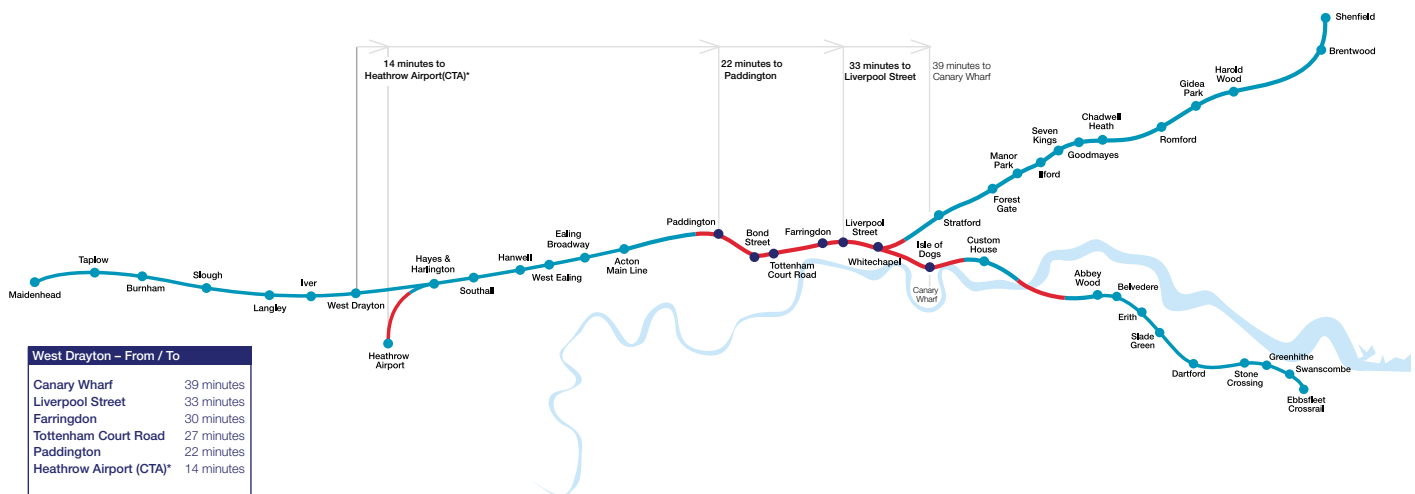 Shenfield
Brentwood
14 minutes to
Heathrow Airport(CTA)*
22 minutes to
Paddington
33 minutes to
Liverpool Street
39 minutes to
Canary Wharf
Harold
Wood
Gidea
Park
Romford
Chadwell
Heath
Goodmayes
Seven
Kings
Ilford
Manor
Park
Forest
Gate
Stratford
Maidenhead
Taplow
Burnham
Slough
Langley
Iver
West Drayton
Hayes &
Harlington
Heathrow
Airport
Southall
Hanwell
West Ealing
Ealing
Broadway
Acton
Main Line
Paddington
Bond
Street
Tottenham
Court Road
Farringdon
Liverpool
Street
Whitechapel
Isle of
Dogs
Canary
Wharf
Custom
House
Abbey
Wood
Belvedere
Erith
Slade
Green
Dartford
Stone
Crossing
Greenhithe
Swanscombe
Ebbsfleet
Crossrail
West Drayton – From / To
Canary Wharf 39 minutes
Liverpool Street 33 minutes
Farringdon 30 minutes
Tottenham Court Road 27 minutes
Paddington 22 minutes
Heathrow Airport (CTA)* 14 minutes